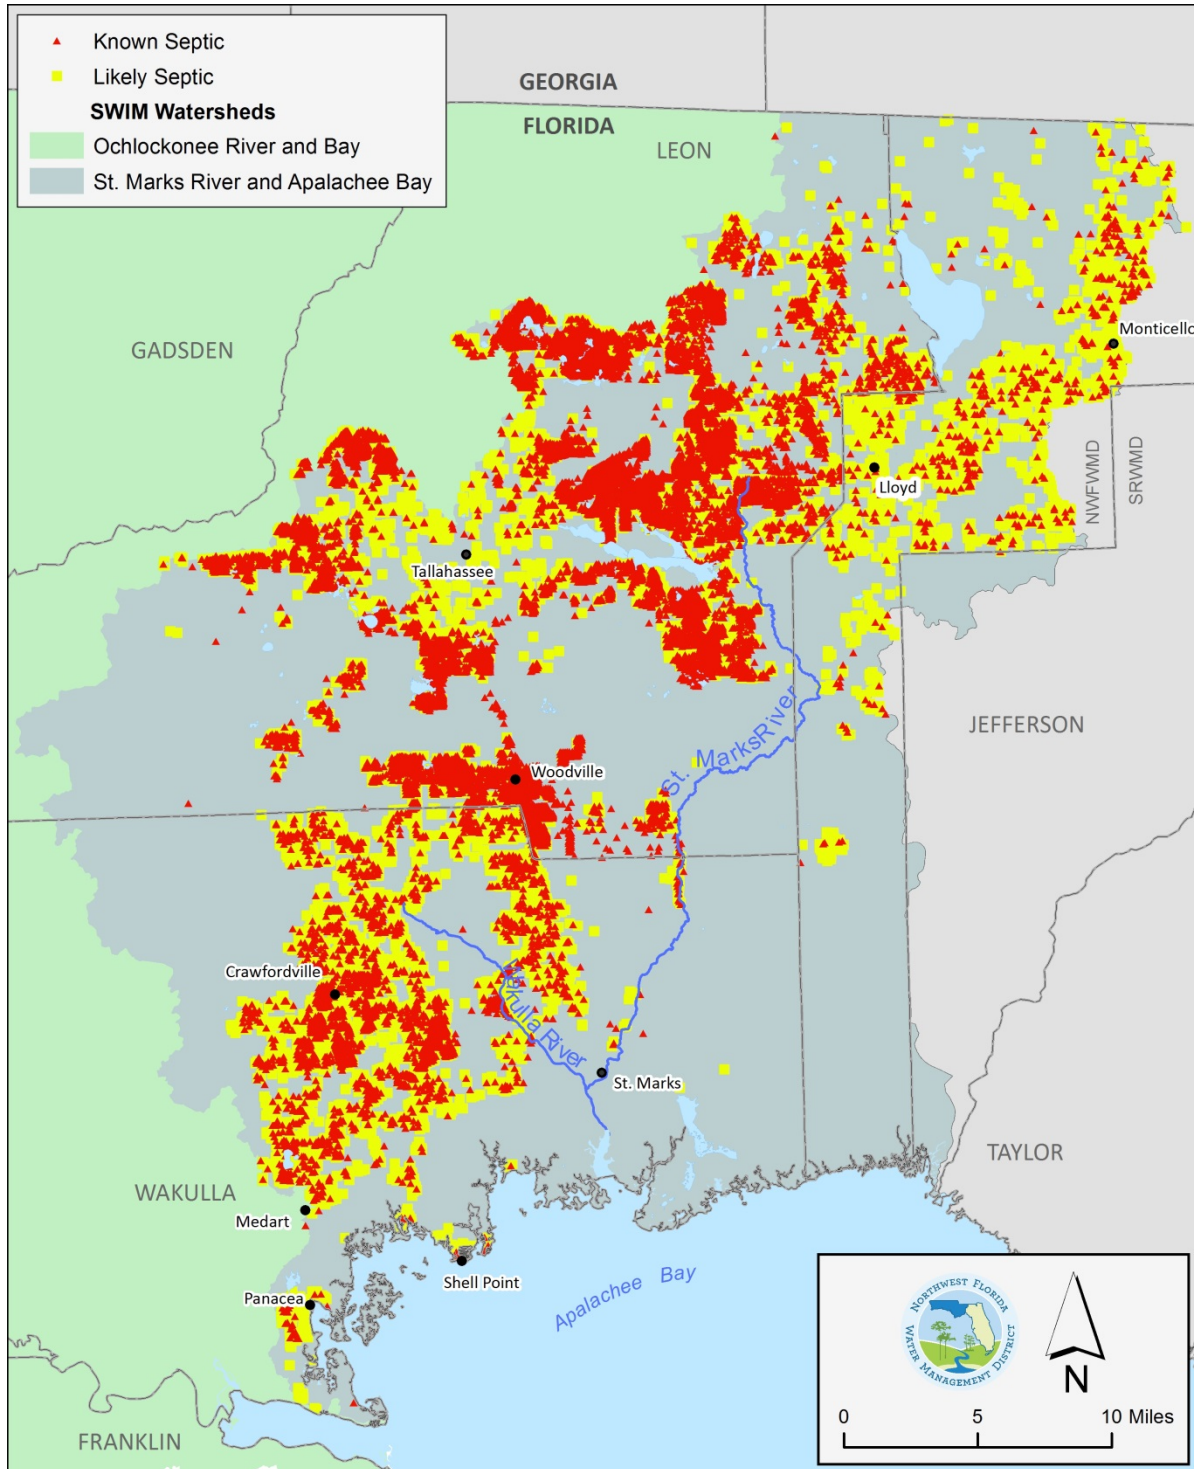 Known Septic
Likely Septic
SWIM Watersheds
Ochlockonee River and Bay
St. Marks River and Apalachee Bay
GEORGIA
FLORIDA
LEON
GADSDEN
Monticello
NWFWMD
SRWMD
Lloyd
Tallahassee
JEFFERSON
St. Marks River
Woodville
Crawfordville
Wakulla River
St. Marks
TAYLOR
WAKULLA
Medart
Shell Point
Panacea
Apalachee Bay
FRANKLIN
NORTHWEST FLORIDA
WATER MANAGEMENT DISTRICT
N
0 5 10 Miles